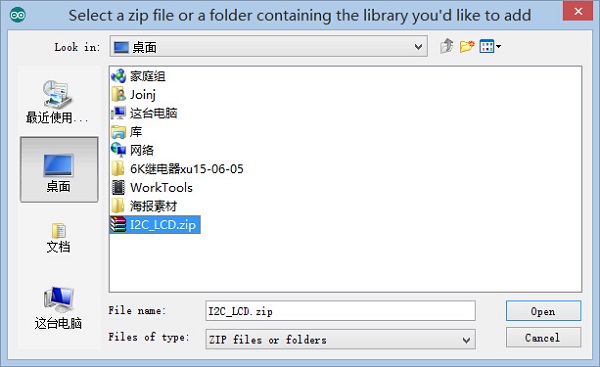 Select a zip file or a folder containing the library you'd like to add
Look in:
桌面
最近使用...
桌面
文档
这台电脑
家庭组
Joinj
这台电脑
库
网络
6K继电器xu15-06-05
WorkTools
海报素材
I2C_LCD.zip
File name:
I2C_LCD.zip
Open
Files of type:
ZIP files or folders
Cancel